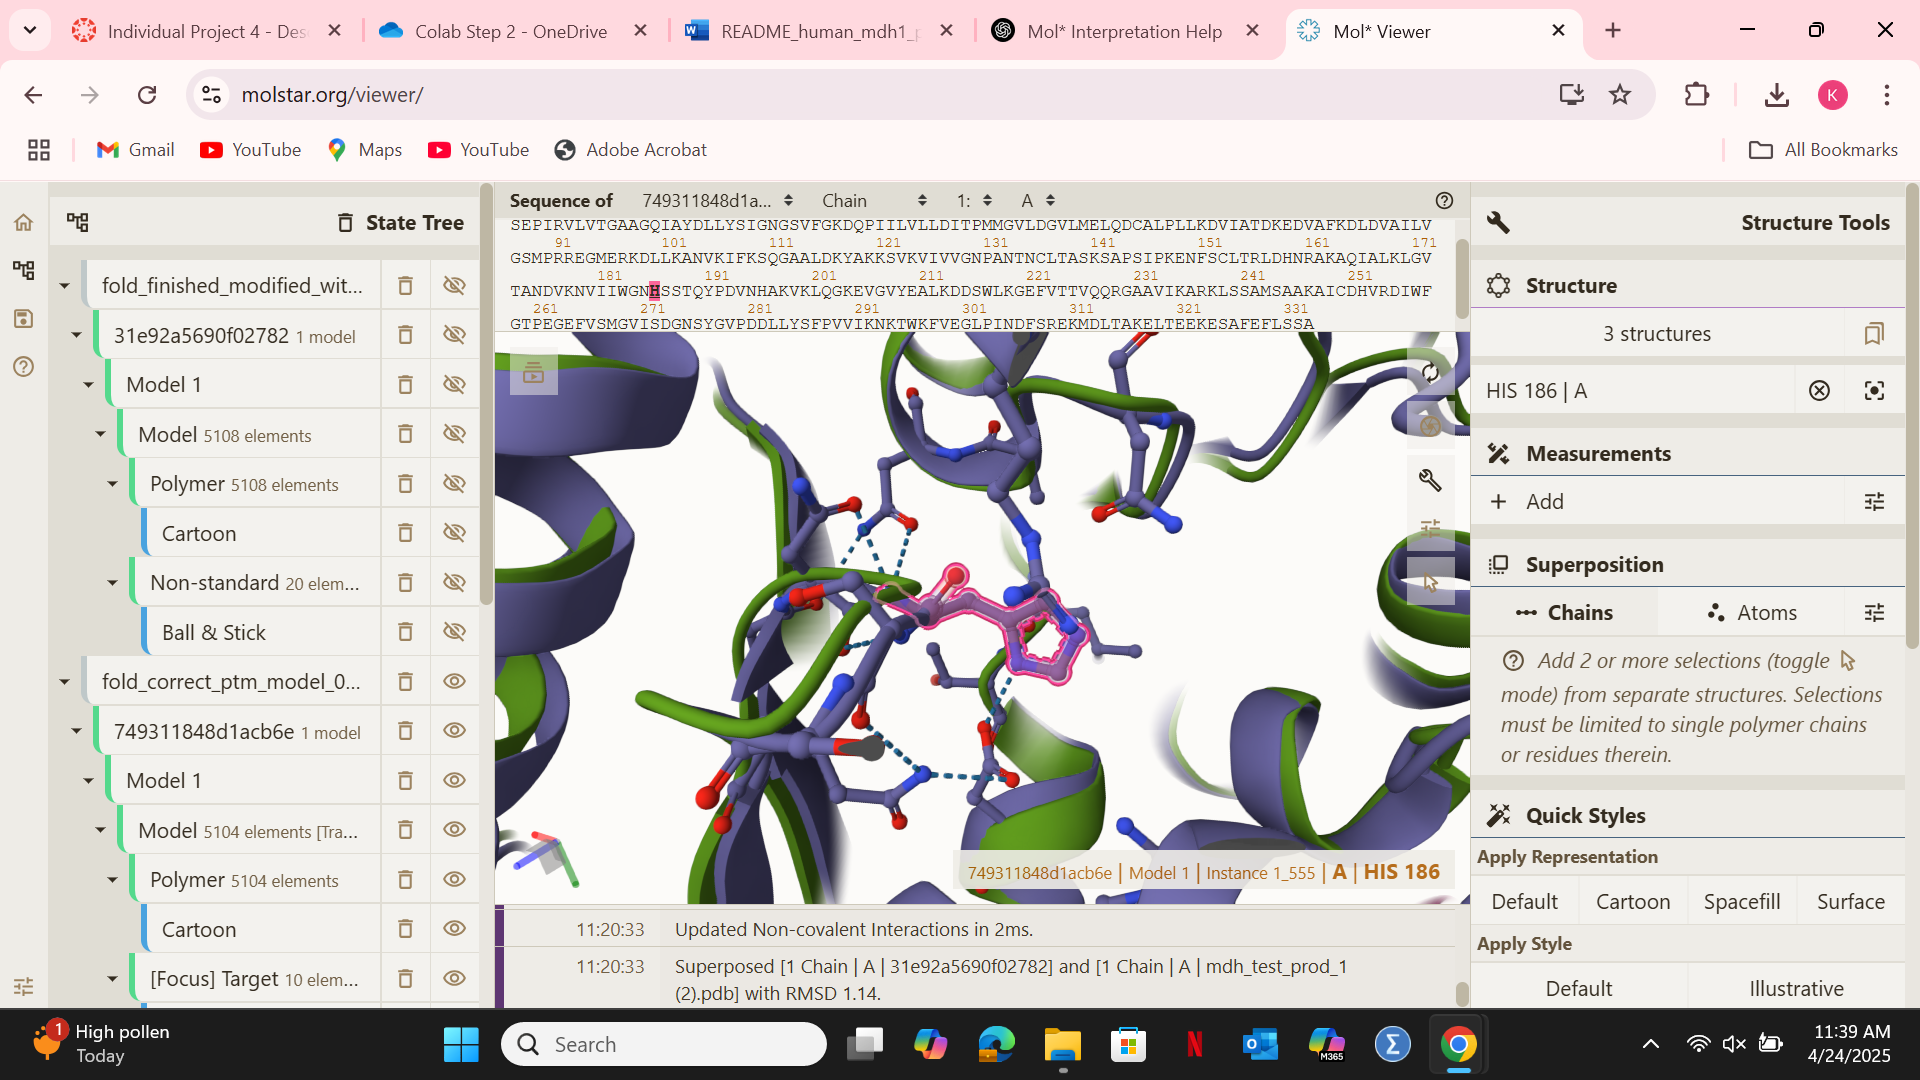 Individual Project 4 - Des
Colab Step 2 - OneDrive
README_human_mdh1_p
Mol* Interpretation Help
Mol* Viewer
molstar.org/viewer/
K
Gmail
YouTube
Maps
YouTube
Adobe Acrobat
All Bookmarks
State Tree
fold_finished_modified_wit...
31e92a5690f02782 1 model
Model 1
Model 5108 elements
Polymer 5108 elements
Cartoon
Non-standard 20 elem...
Ball & Stick
fold_correct_ptm_model_0...
749311848d1acb6e 1 model
Model 1
Model 5104 elements [Tra...
Polymer 5104 elements
Cartoon
[Focus] Target 10 elem...
Sequence of 749311848d1a... Chain 1: A
SEPIRVLVTGAAGQIAYDLLYSIGNGSVFGKDQPIILVLLDITPMMGVLDGVLMELQDCALPLLKDVIATDKEDVAFKDLDVAILV
91 101 111 121 131 141 151 161 171
GSMPRREGMERKDLLKANVKIFKSQGAALDKYAKKSVKVIVVGNPANTNCLTASKSAPSIPKENFSCLTRLDHNRAKAQIALKLGV
181 191 201 211 221 231 241 251
TANDVKNVIIWGNHSSTQYPDVNHAKVKLQGKEVGVYEALKDDSWLKGEFVTTVQQRGAAVIKARKLSSAMSAAKAICDHVRDIWF
261 271 281 291 301 311 321 331
GTPEGEFVSMGVISDGNSYGVPDDLLYSFPVVIKNKTWKFVEGLPINDFSREKMDLTAKELTEEKESAFEFLSSA
749311848d1acb6e | Model 1 | Instance 1_555 | A | HIS 186
11:20:33 Updated Non-covalent Interactions in 2ms.
11:20:33 Superposed [1 Chain | A | 31e92a5690f02782] and [1 Chain | A | mdh_test_prod_1
(2).pdb] with RMSD 1.14.
Structure Tools
Structure
3 structures
HIS 186 | A
Measurements
Add
Superposition
Chains
Atoms
Add 2 or more selections (toggle
mode) from separate structures. Selections
must be limited to single polymer chains
or residues therein.
Quick Styles
Apply Representation
Default
Cartoon
Spacefill
Surface
Apply Style
Default
Illustrative
1
High pollen
Today
Search
M365
11:39 AM
4/24/2025